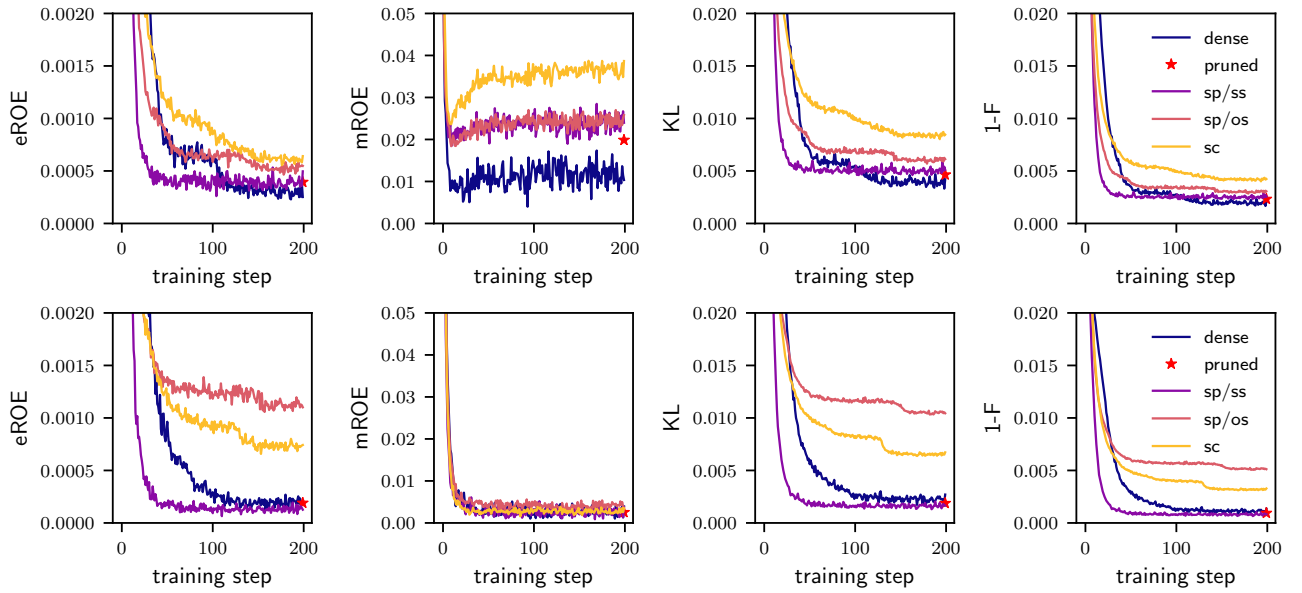 0.0020
0.0015
0.0010
0.0005
0.0000
eROE
0 100 200
training step
0.05
0.04
0.03
0.02
0.01
0.00
mROE
0 100 200
training step
0.020
0.015
0.010
0.005
0.000
KL
0 100 200
training step
0.020
0.015
0.010
0.005
0.000
1-F
0 100 200
training step
dense
pruned
sp/ss
sp/os
sc
0.0020
0.0015
0.0010
0.0005
0.0000
eROE
0 100 200
training step
0.05
0.04
0.03
0.02
0.01
0.00
mROE
0 100 200
training step
0.020
0.015
0.010
0.005
0.000
KL
0 100 200
training step
0.020
0.015
0.010
0.005
0.000
1-F
0 100 200
training step
dense
pruned
sp/ss
sp/os
sc